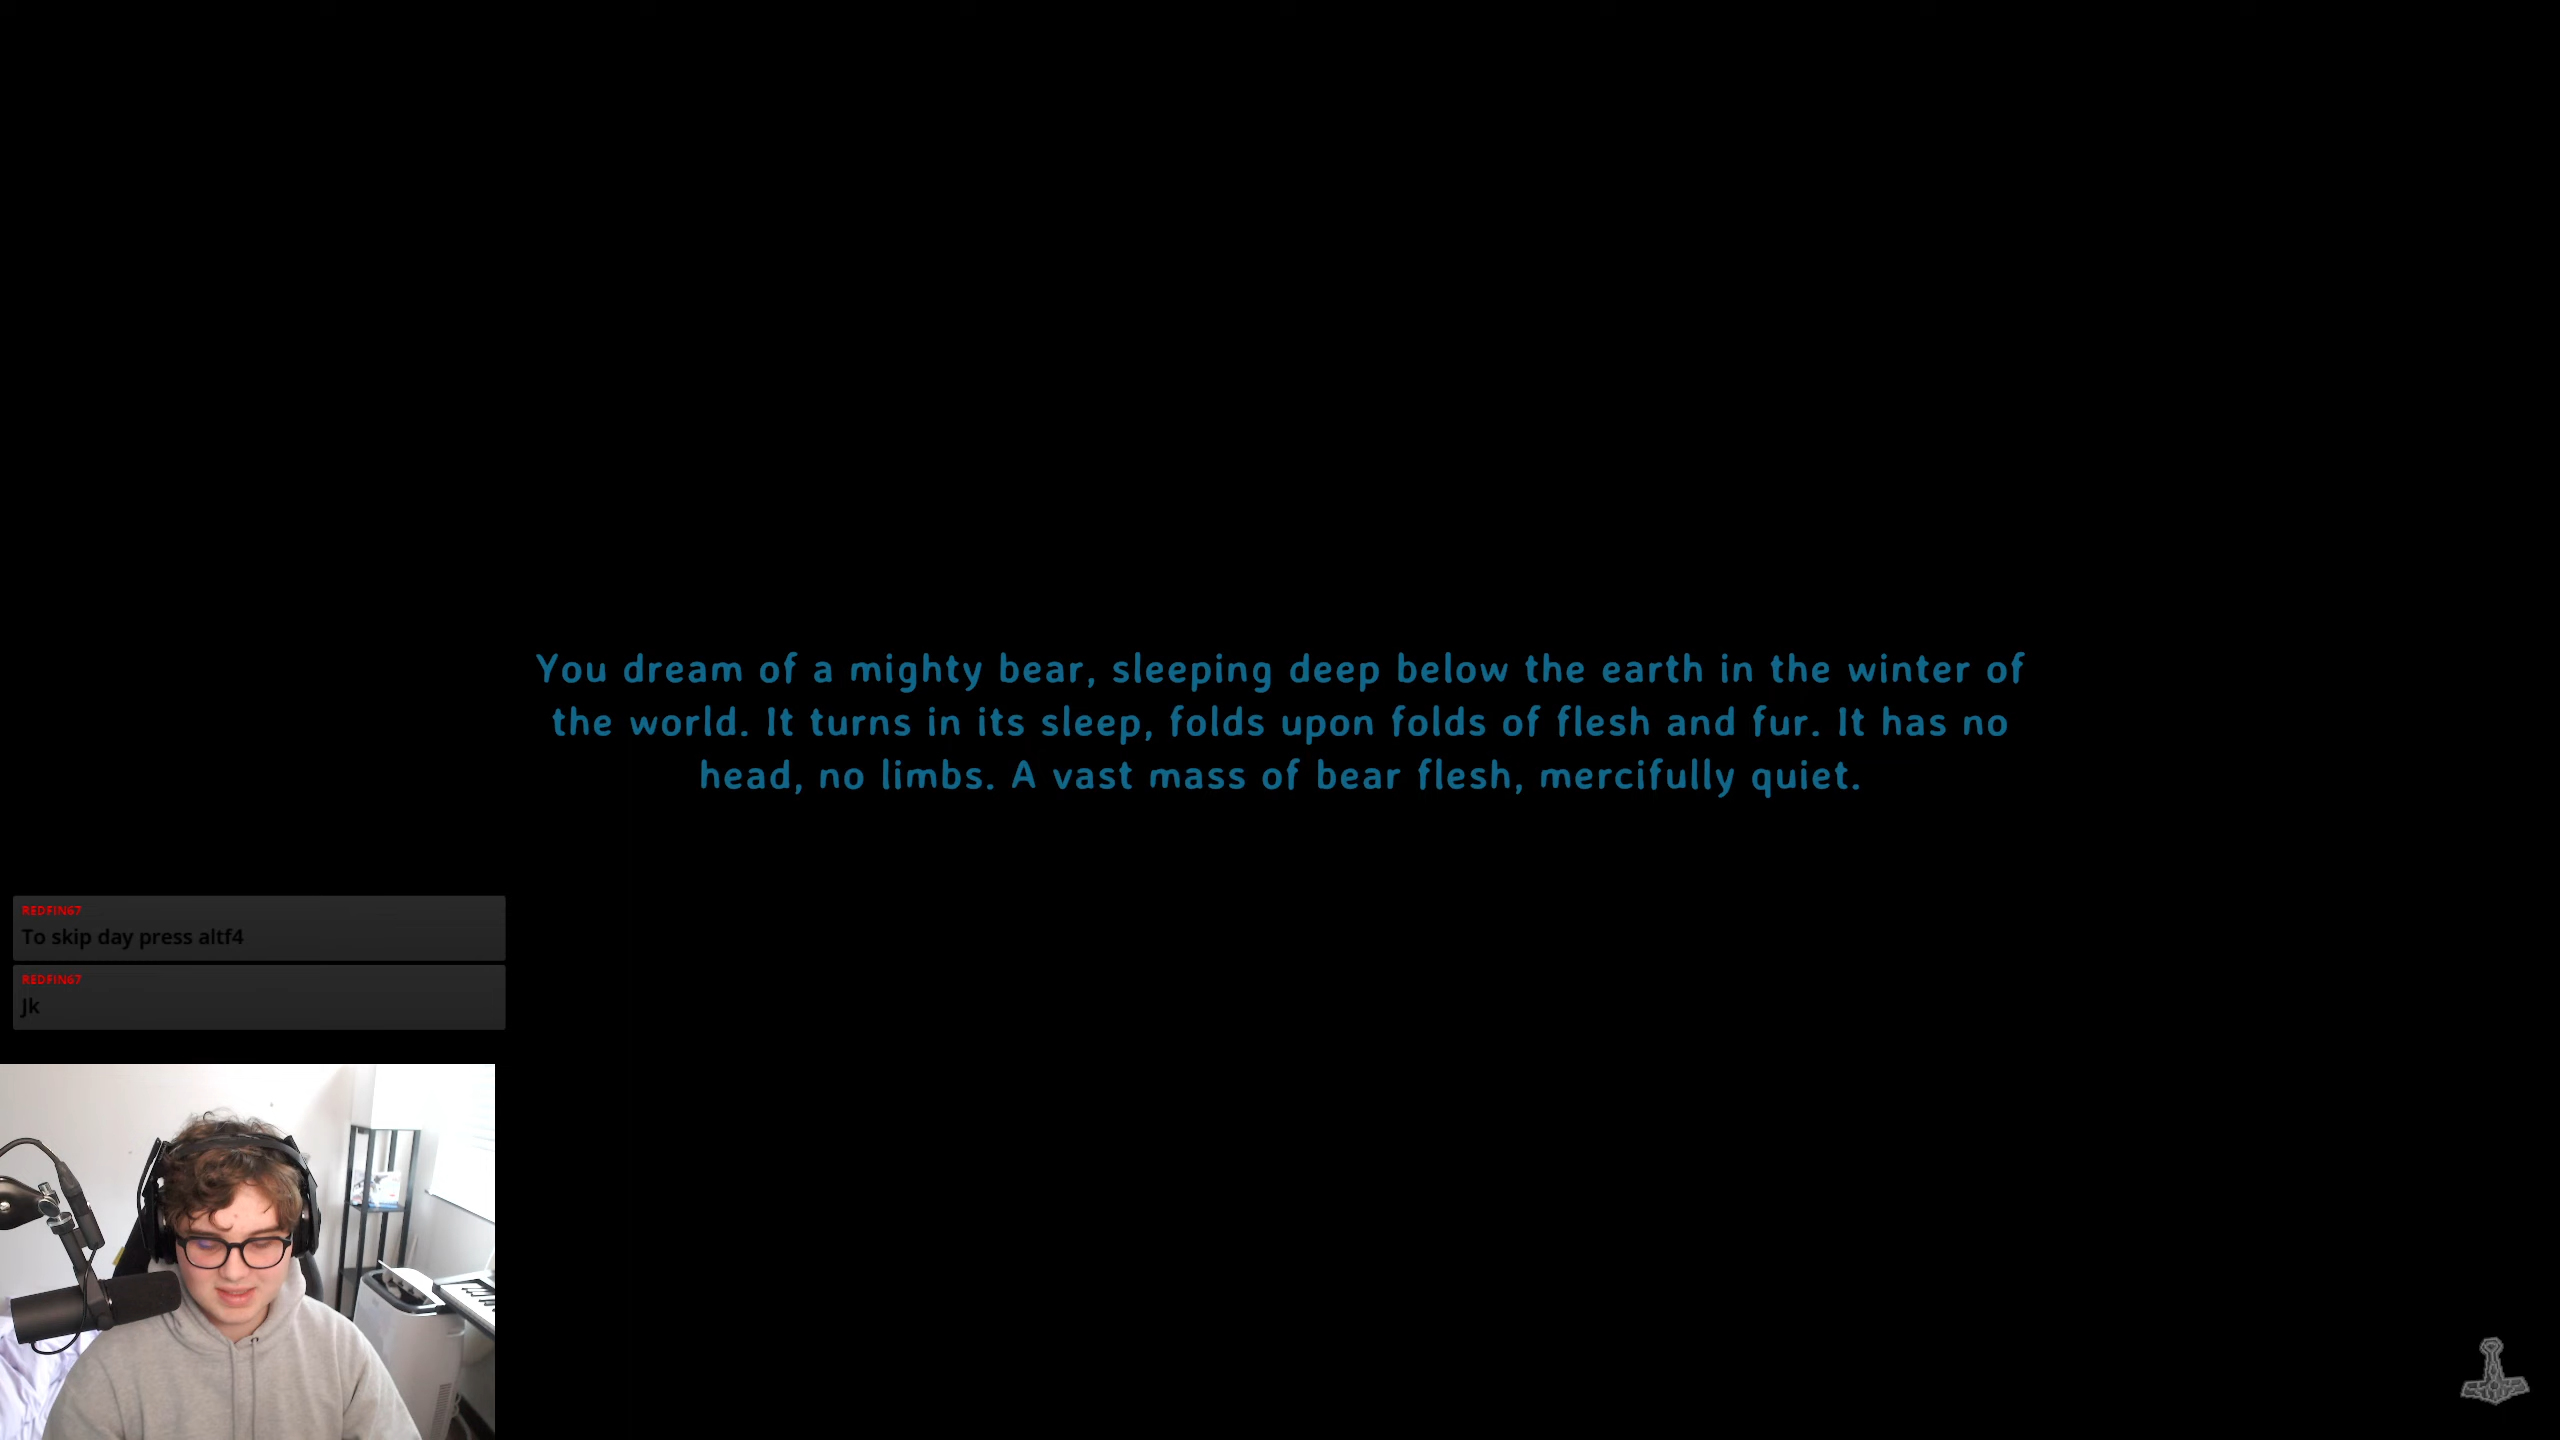 You dream of a mighty bear, sleeping deep below the earth in the winter of
the world. It turns in its sleep, folds upon folds of flesh and fur. It has no
head, no limbs. A vast mass of bear flesh, mercifully quiet.
REDFIN67
To skip day press altf4
REDFIN67
Jk